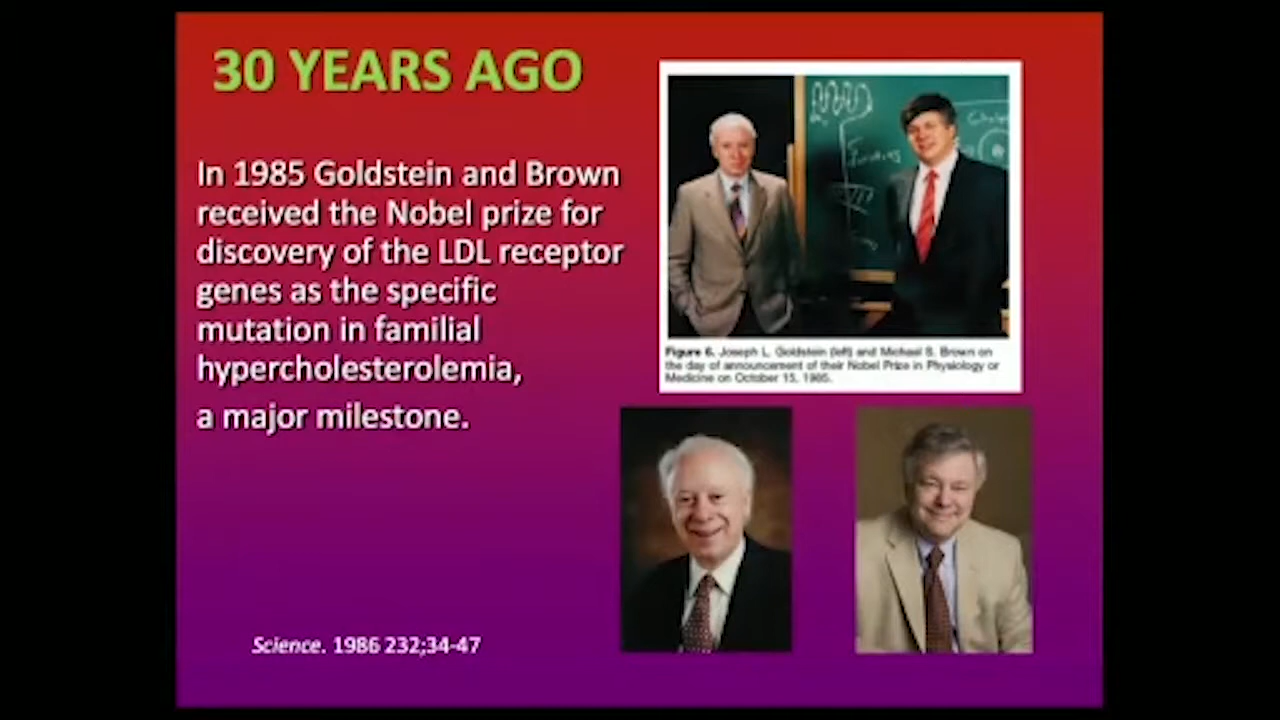 30 YEARS AGO
In 1985 Goldstein and Brown
received the Nobel prize for
discovery of the LDL receptor
genes as the specific
mutation in familial
hypercholesterolemia,
a major milestone.
Figure 6. Joseph L. Goldstein (left) and Michael S. Brown on
the day of announcement of their Nobel Prize in Physiology or
Medicine on October 15, 1985.
Science. 1986 232;34-47